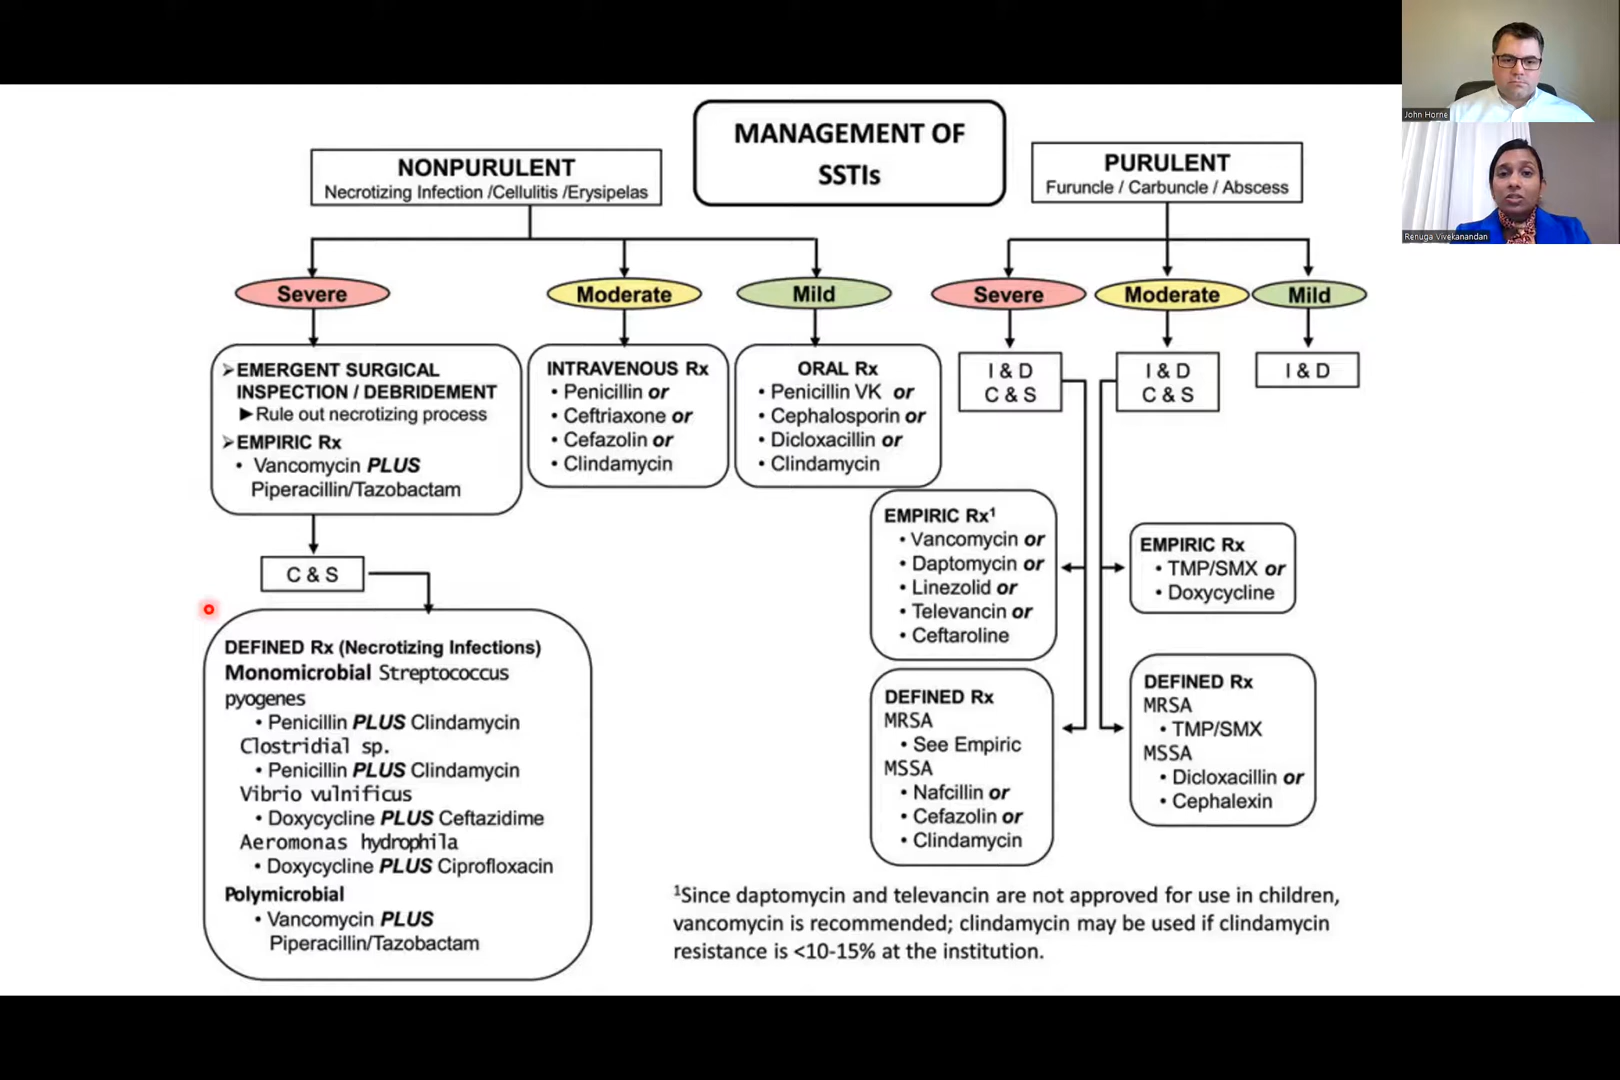 MANAGEMENT OF
SSTIs
NONPURULENT
Necrotizing Infection /Cellulitis /Erysipelas
Severe
Moderate
Mild
➢EMERGENT SURGICAL
INSPECTION / DEBRIDEMENT
►Rule out necrotizing process
➢EMPIRIC Rx
• Vancomycin PLUS
Piperacillin/Tazobactam
C & S
DEFINED Rx (Necrotizing Infections)
Monomicrobial Streptococcus
pyogenes
• Penicillin PLUS Clindamycin
Clostridial sp.
• Penicillin PLUS Clindamycin
Vibrio vulnificus
• Doxycycline PLUS Ceftazidime
Aeromonas hydrophila
• Doxycycline PLUS Ciprofloxacin
Polymicrobial
• Vancomycin PLUS
Piperacillin/Tazobactam
INTRAVENOUS Rx
• Penicillin or
• Ceftriaxone or
• Cefazolin or
• Clindamycin
ORAL Rx
• Penicillin VK or
• Cephalosporin or
• Dicloxacillin or
• Clindamycin
PURULENT
Furuncle / Carbuncle / Abscess
Severe
Moderate
Mild
I & D
C & S
I & D
C & S
I & D
EMPIRIC Rx¹
• Vancomycin or
• Daptomycin or
• Linezolid or
• Televancin or
• Ceftaroline
DEFINED Rx
MRSA
• See Empiric
MSSA
• Nafcillin or
• Cefazolin or
• Clindamycin
EMPIRIC Rx
• TMP/SMX or
• Doxycycline
DEFINED Rx
MRSA
• TMP/SMX
MSSA
• Dicloxacillin or
• Cephalexin
¹Since daptomycin and televancin are not approved for use in children,
vancomycin is recommended; clindamycin may be used if clindamycin
resistance is <10-15% at the institution.
John Horne
Renuga Vivekanandan